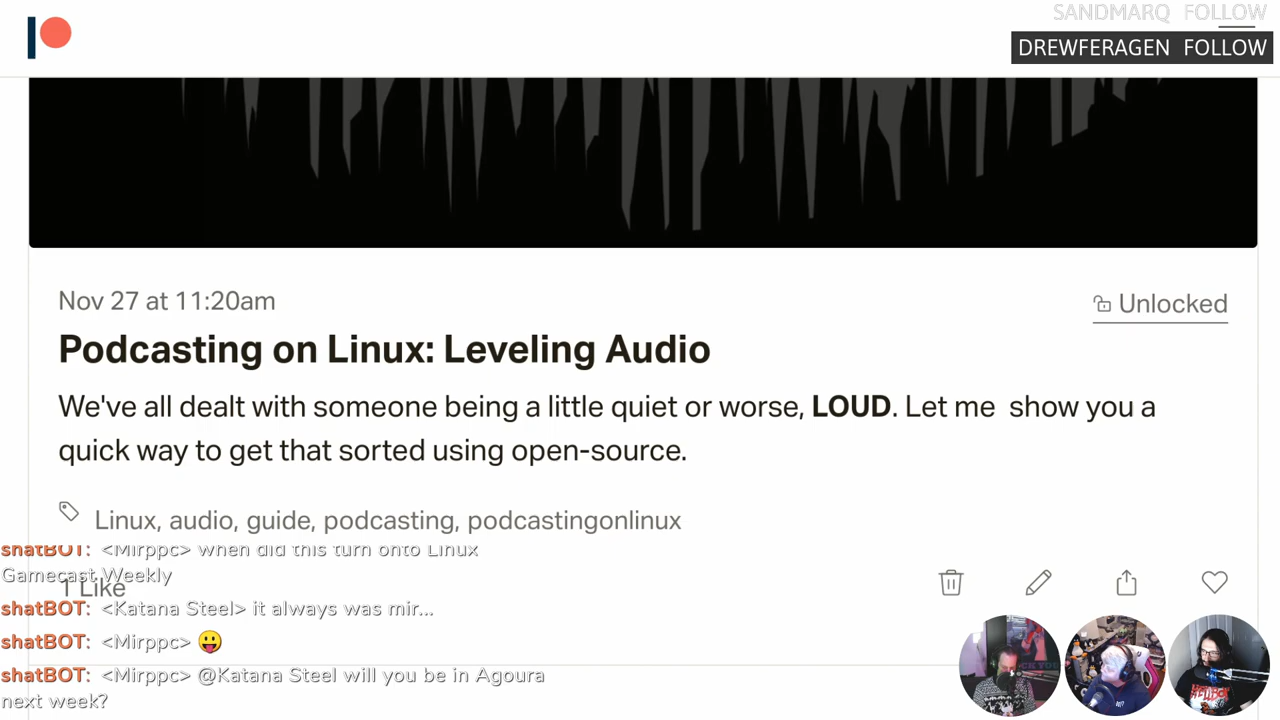 SANDMARQ FOLLOW
DREWFERAGEN FOLLOW
Nov 27 at 11:20am
Unlocked
Podcasting on Linux: Leveling Audio
We've all dealt with someone being a little quiet or worse, LOUD. Let me  show you a
quick way to get that sorted using open-source.
Linux, audio, guide, podcasting, podcastingonlinux
shatBOT: <Mirppc> when did this turn onto Linux
Gamecast Weekly
1 Like
shatBOT: <Katana Steel> it always was mir...
shatBOT: <Mirppc> 😛
shatBOT: <Mirppc> @Katana Steel will you be in Agoura
next week?